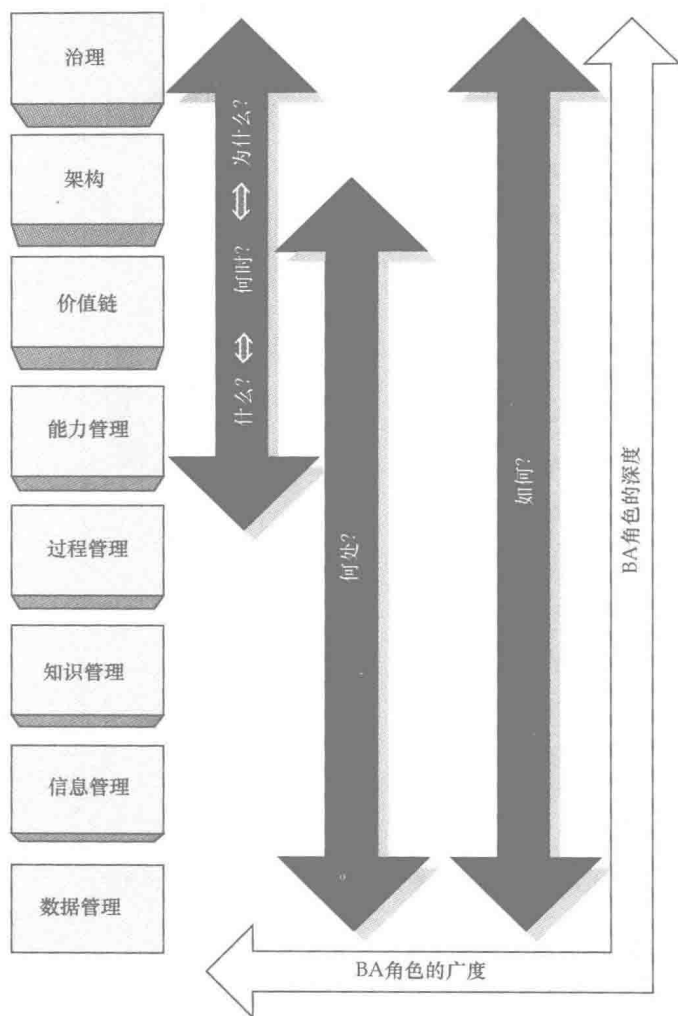 治理
架构
价值链
能力管理
过程管理
知识管理
信息管理
数据管理
为什么?
何时?
什么?
何处?
如何?
BA角色的深度
BA角色的广度